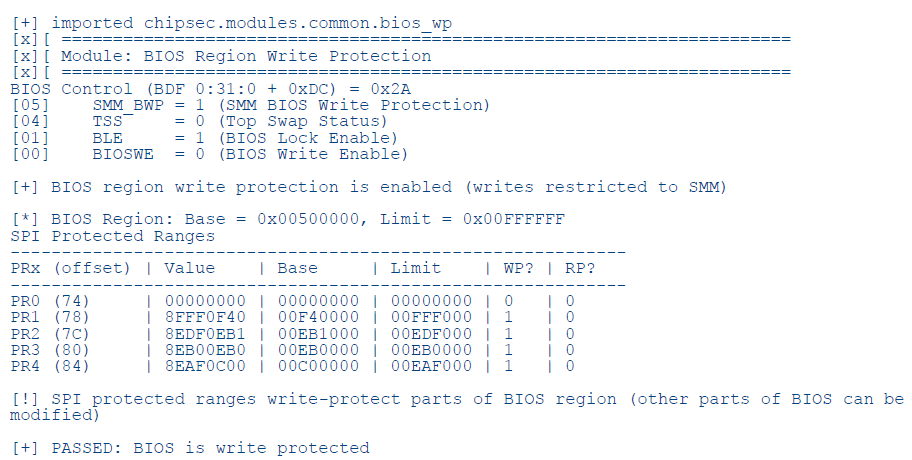 [+] imported chipsec.modules.common.bios_wp
[x][ =======================================================================
[x][ Module: BIOS Region Write Protection
[x][ =======================================================================
BIOS Control (BDF 0:31:0 + 0xDC) = 0x2A
[05]    SMM_BWP = 1 (SMM BIOS Write Protection)
[04]    TSS     = 0 (Top Swap Status)
[01]    BLE     = 1 (BIOS Lock Enable)
[00]    BIOSWE  = 0 (BIOS Write Enable)
[+] BIOS region write protection is enabled (writes restricted to SMM)
[*] BIOS Region: Base = 0x00500000, Limit = 0x00FFFFFF
SPI Protected Ranges
------------------------------------------------------------
PRx (offset) | Value    | Base     | Limit    | WP? | RP?
------------------------------------------------------------
PR0 (74)     | 00000000 | 00000000 | 00000000 | 0   | 0
PR1 (78)     | 8FFF0F40 | 00F40000 | 00FFF000 | 1   | 0
PR2 (7C)     | 8EDF0EB1 | 00EB1000 | 00EDF000 | 1   | 0
PR3 (80)     | 8EB00EB0 | 00EB0000 | 00EB0000 | 1   | 0
PR4 (84)     | 8EAF0C00 | 00C00000 | 00EAF000 | 1   | 0
[!] SPI protected ranges write-protect parts of BIOS region (other parts of BIOS can be
modified)
[+] PASSED: BIOS is write protected